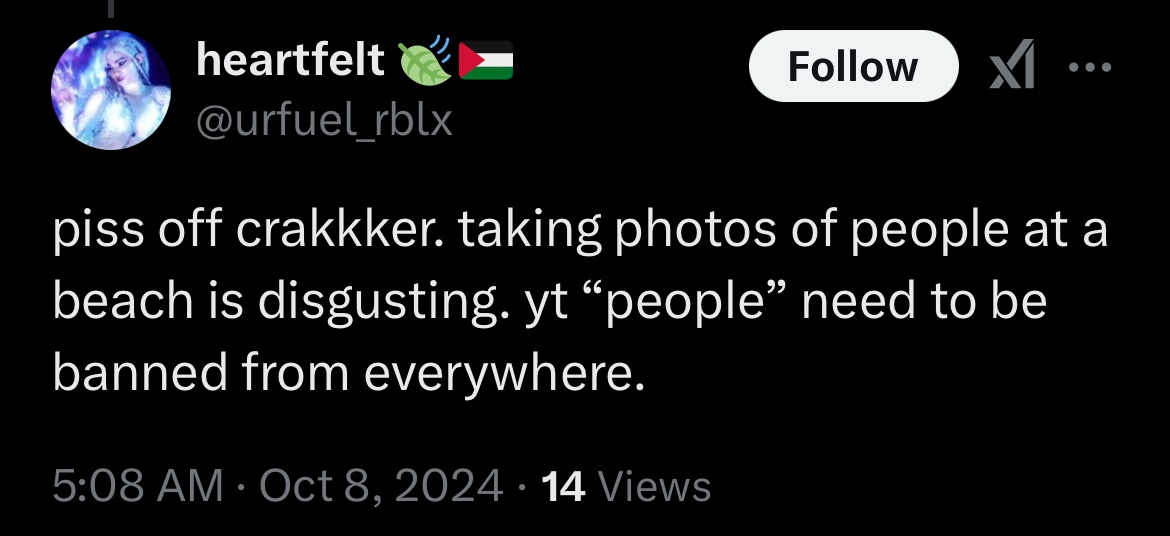 heartfelt 🍃🇵🇸
Follow
@urfuel_rblx
piss off crakkker. taking photos of people at a
beach is disgusting. yt “people” need to be
banned from everywhere.
5:08 AM · Oct 8, 2024 · 14 Views